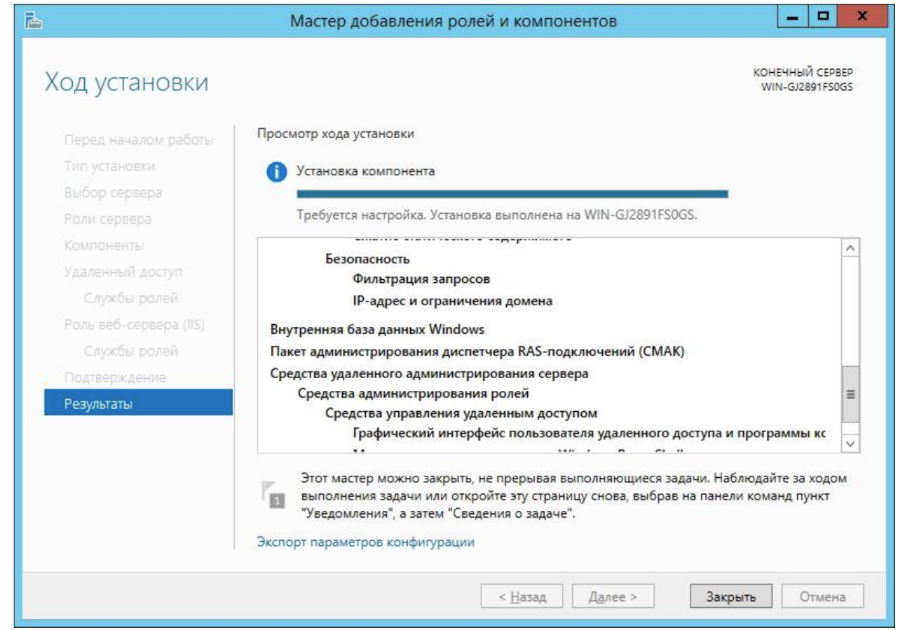 Мастер добавления ролей и компонентов
Ход установки
КОНЕЧНЫЙ СЕРВЕР
WIN-GJ2891FS0GS
Перед началом работы
Тип установки
Выбор сервера
Роли сервера
Компоненты
Удаленный доступ
Службы ролей
Роль веб-сервера (IIS)
Службы ролей
Подтверждение
Результаты
Просмотр хода установки
Установка компонента
Требуется настройка. Установка выполнена на WIN-GJ2891FS0GS.
Безопасность
Фильтрация запросов
IP-адрес и ограничения домена
Внутренняя база данных Windows
Пакет администрирования диспетчера RAS-подключений (CMAK)
Средства удаленного администрирования сервера
Средства администрирования ролей
Средства управления удаленным доступом
Графический интерфейс пользователя удаленного доступа и программы кс
1
Этот мастер можно закрыть, не прерывая выполняющиеся задачи. Наблюдайте за ходом
выполнения задачи или откройте эту страницу снова, выбрав на панели команд пункт
"Уведомления", а затем "Сведения о задаче".
Экспорт параметров конфигурации
< Назад
Далее >
Закрыть
Отмена